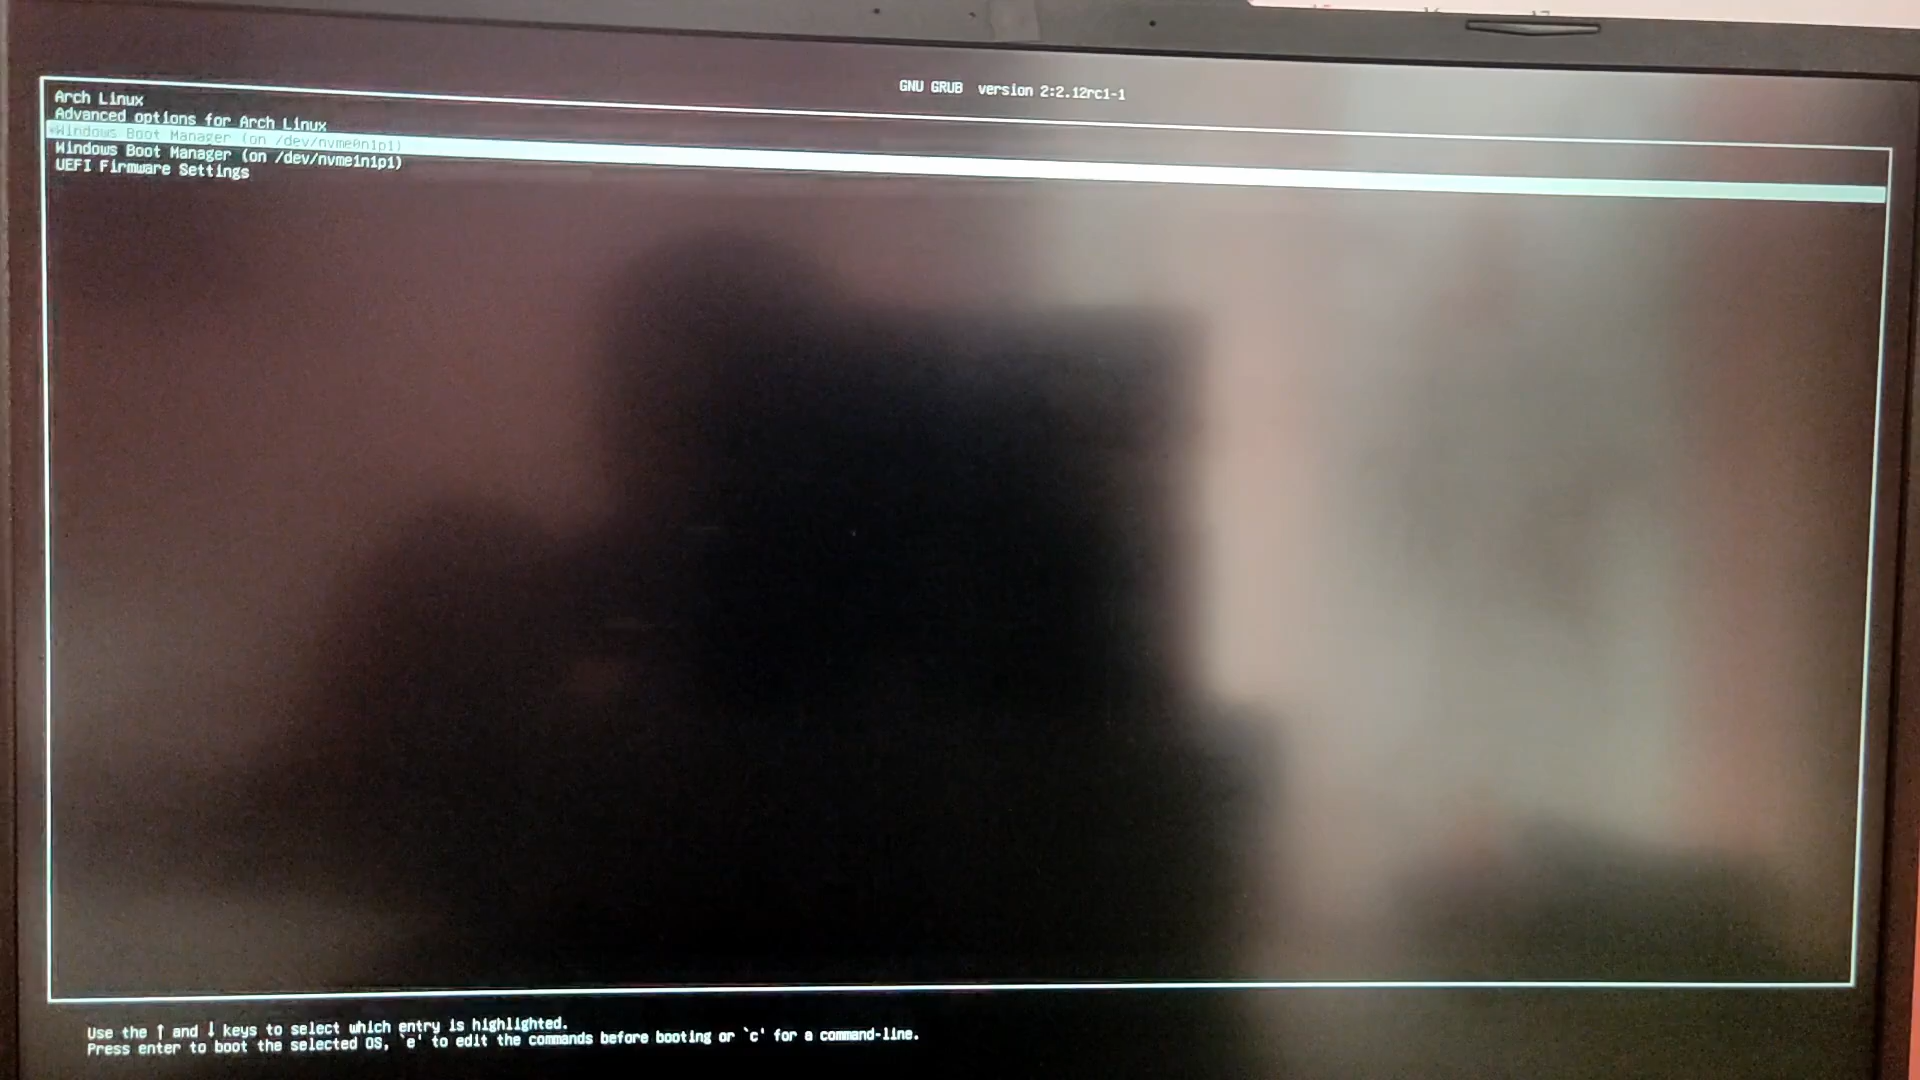 GNU GRUB version 2:2.12rc1-1
Arch Linux
Advanced options for Arch Linux
*Windows Boot Manager (on /dev/nvme0n1p1)
Windows Boot Manager (on /dev/nvme1n1p1)
UEFI Firmware Settings
Use the ↑ and ↓ keys to select which entry is highlighted.
Press enter to boot the selected OS, `e' to edit the commands before booting or `c' for a command-line.